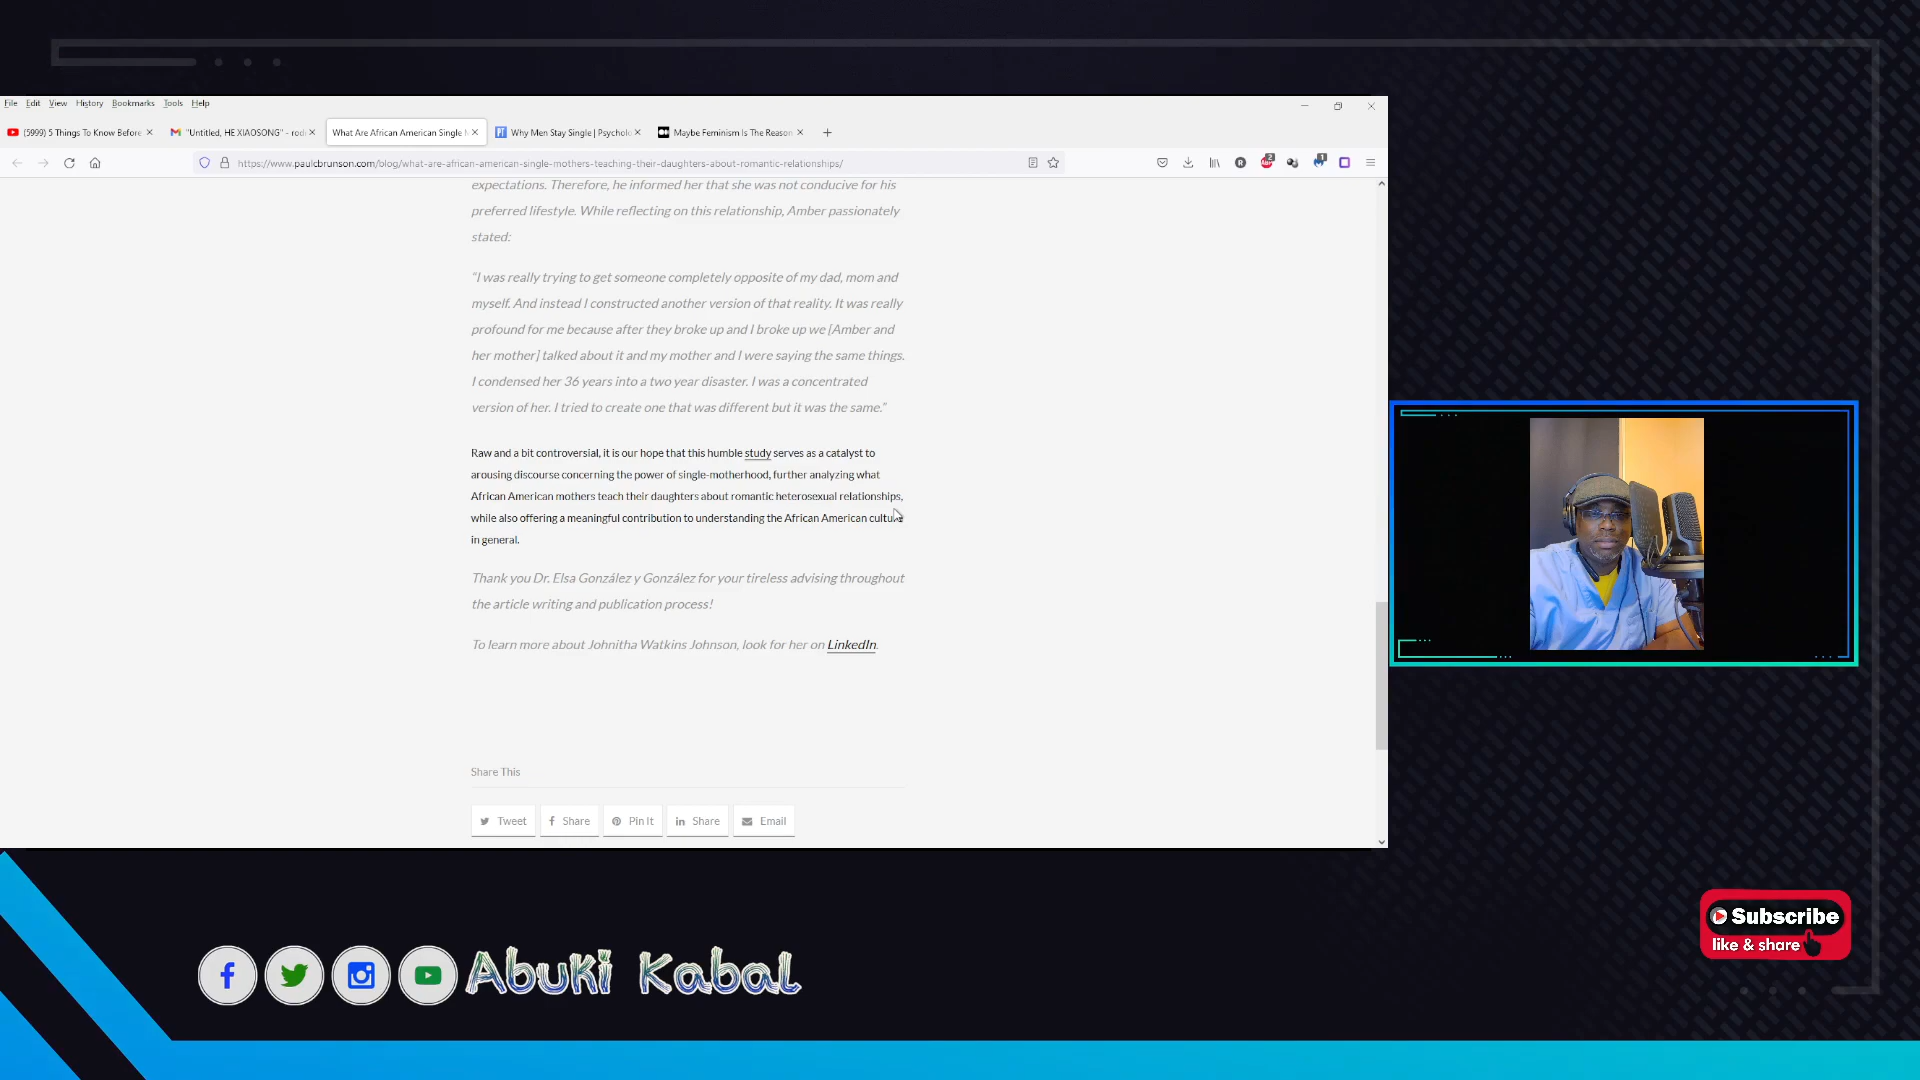 File Edit View History Bookmarks Tools Help
(5999) 5 Things To Know Before
"Untitled, HE XIAOSONG" - rod
What Are African American Single
Why Men Stay Single | Psycholo
Maybe Feminism Is The Reason
https://www.paulcbrunson.com/blog/what-are-african-american-single-mothers-teaching-their-daughters-about-romantic-relationships/
expectations. Therefore, he informed her that she was not conducive for his
preferred lifestyle. While reflecting on this relationship, Amber passionately
stated:
"I was really trying to get someone completely opposite of my dad, mom and
myself. And instead I constructed another version of that reality. It was really
profound for me because after they broke up and I broke up we [Amber and
her mother] talked about it and my mother and I were saying the same things.
I condensed her 36 years into a two year disaster. I was a concentrated
version of her. I tried to create one that was different but it was the same."
Raw and a bit controversial, it is our hope that this humble study serves as a catalyst to
arousing discourse concerning the power of single-motherhood, further analyzing what
African American mothers teach their daughters about romantic heterosexual relationships,
while also offering a meaningful contribution to understanding the African American culture
in general.
Thank you Dr. Elsa González y González for your tireless advising throughout
the article writing and publication process!
To learn more about Johnitha Watkins Johnson, look for her on LinkedIn.
Share This
Tweet Share Pin It Share Email
Subscribe
like & share
Abuki Kabal